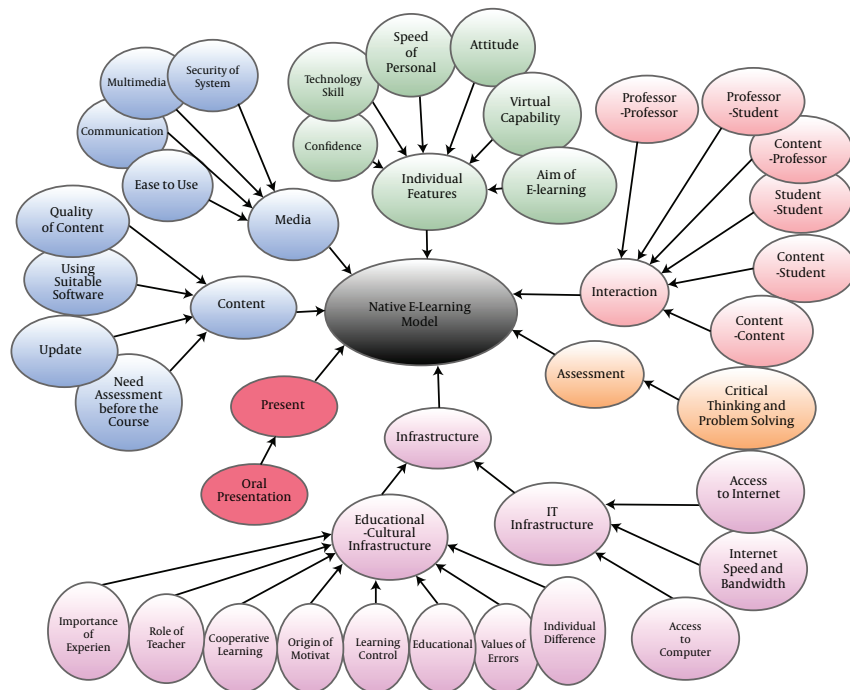 Multimedia
Security of
System
Communication
Ease to Use
Media
Quality
of Content
Using
Suitable
Software
Update
Need
Assessment
before the
Course
Content
Technology
Skill
Speed
of
Personal
Attitude
Confidence
Virtual
Capability
Aim of
E-learning
Individual
Features
Professor
-Professor
Professor
-Student
Content
-Professor
Student
-Student
Content
-Student
Content
-Content
Interaction
Native E-Learning
Model
Assessment
Critical
Thinking and
Problem Solving
Present
Oral
Presentation
Infrastructure
Educational
-Cultural
Infrastructure
IT
Infrastructure
Access
to Internet
Internet
Speed and
Bandwidth
Access
to
Computer
Importance
of
Experien
Role of
Teacher
Cooperative
Learning
Origin of
Motivat
Learning
Control
Educational
Values of
Errors
Individual
Difference